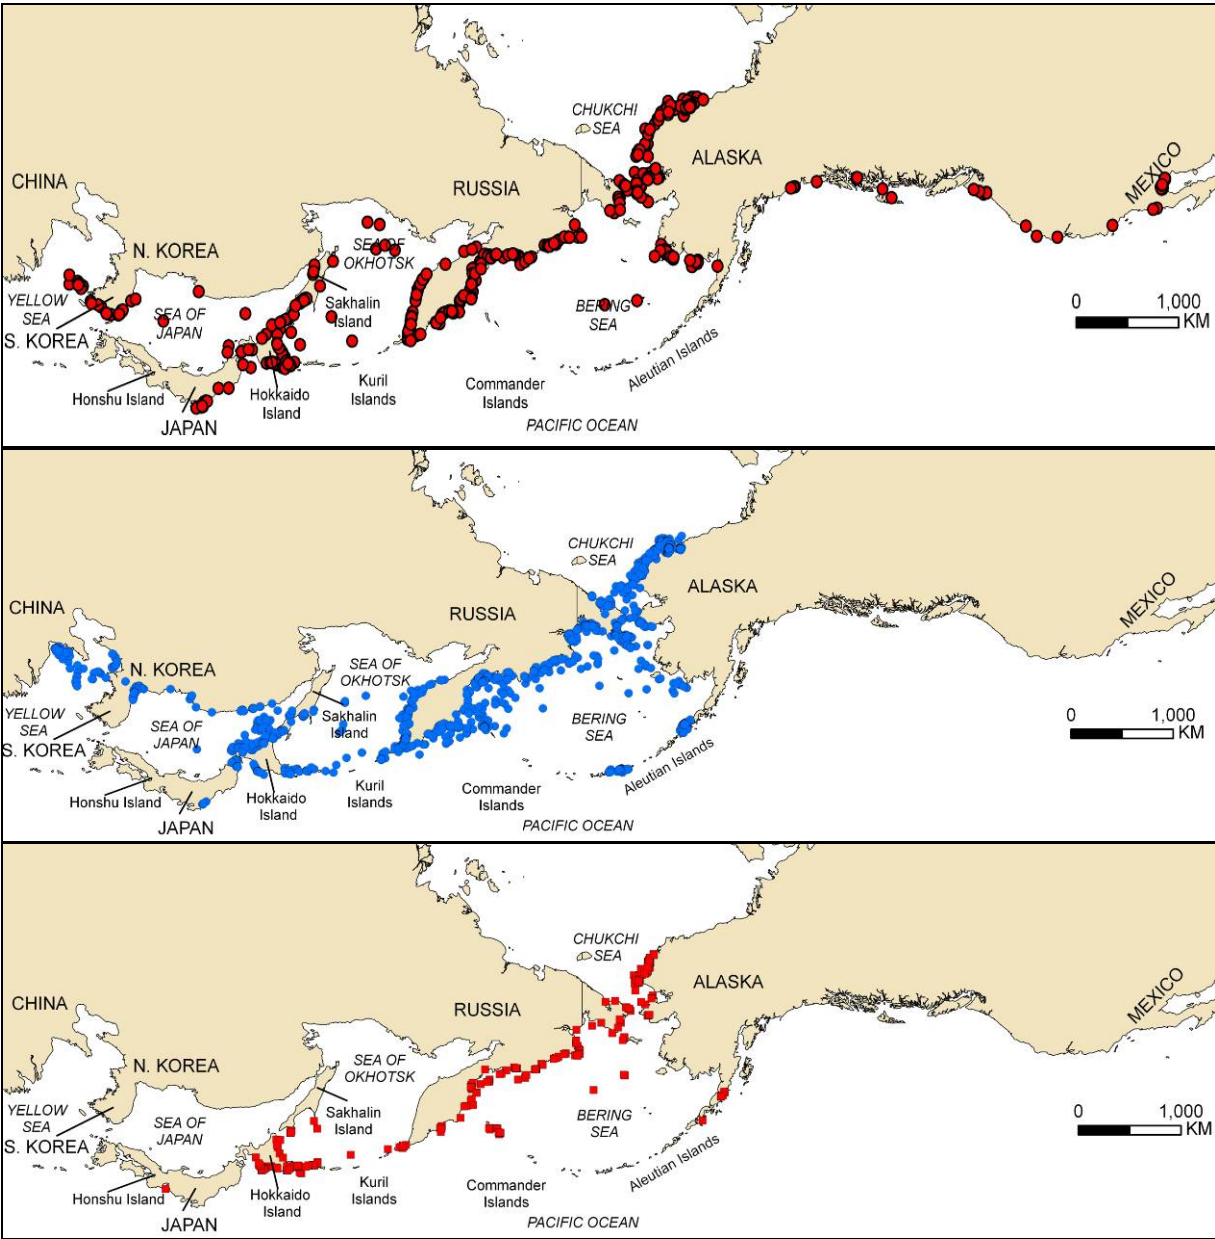 CHUKCHI
SEA
ALASKA
MEXICO
CHINA
RUSSIA
N. KOREA
SEA OF
OKHOTSK
YELLOW
SEA
S. KOREA
SEA OF
JAPAN
Sakhalin
Island
BERING
SEA
0 1,000
KM
Honshu Island
Hokkaido
Island
Kuril
Islands
Commander
Islands
Aleutian Islands
JAPAN
PACIFIC OCEAN
CHUKCHI
SEA
ALASKA
MEXICO
CHINA
RUSSIA
N. KOREA
SEA OF
OKHOTSK
YELLOW
SEA
S. KOREA
SEA OF
JAPAN
Sakhalin
Island
BERING
SEA
0 1,000
KM
Honshu Island
Hokkaido
Island
Kuril
Islands
Commander
Islands
Aleutian Islands
JAPAN
PACIFIC OCEAN
CHUKCHI
SEA
ALASKA
MEXICO
CHINA
RUSSIA
N. KOREA
SEA OF
OKHOTSK
YELLOW
SEA
S. KOREA
SEA OF
JAPAN
Sakhalin
Island
BERING
SEA
0 1,000
KM
Honshu Island
Hokkaido
Island
Kuril
Islands
Commander
Islands
Aleutian Islands
JAPAN
PACIFIC OCEAN